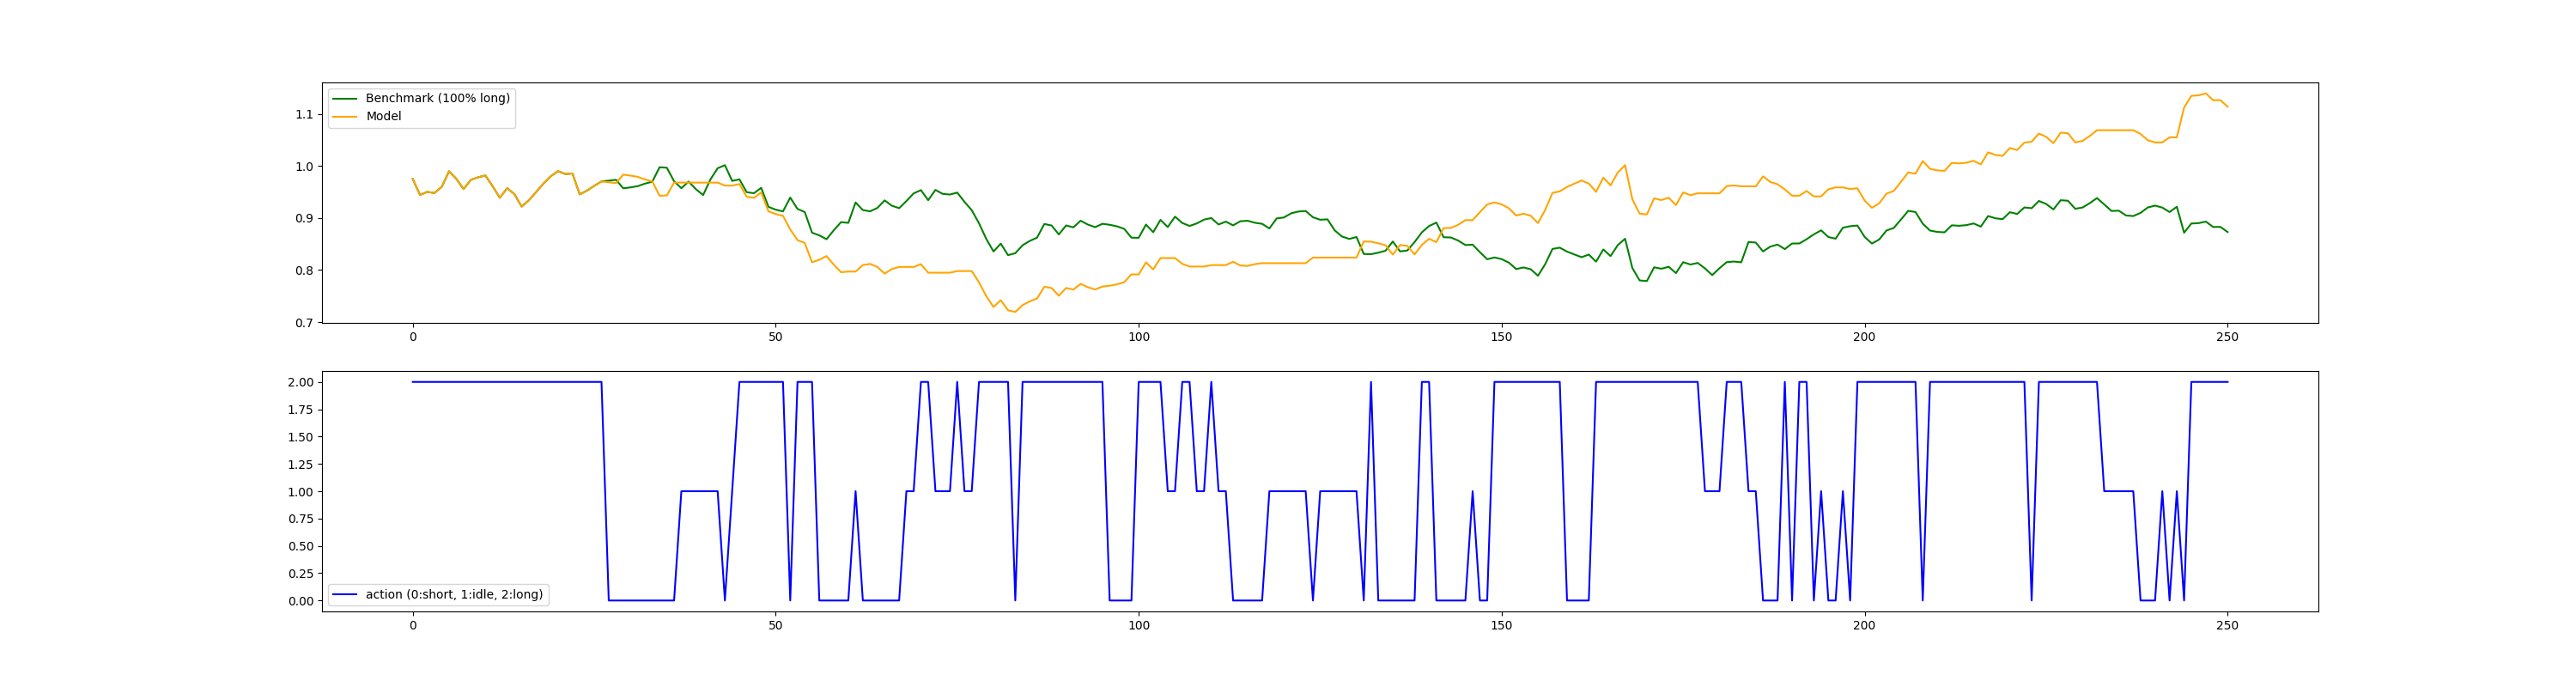 Benchmark (100% long)
Model
1.1
1.0
0.9
0.8
0.7
0 50 100 150 200 250
2.00
1.75
1.50
1.25
1.00
0.75
0.50
0.25
0.00
action (0:short, 1:idle, 2:long)
0 50 100 150 200 250